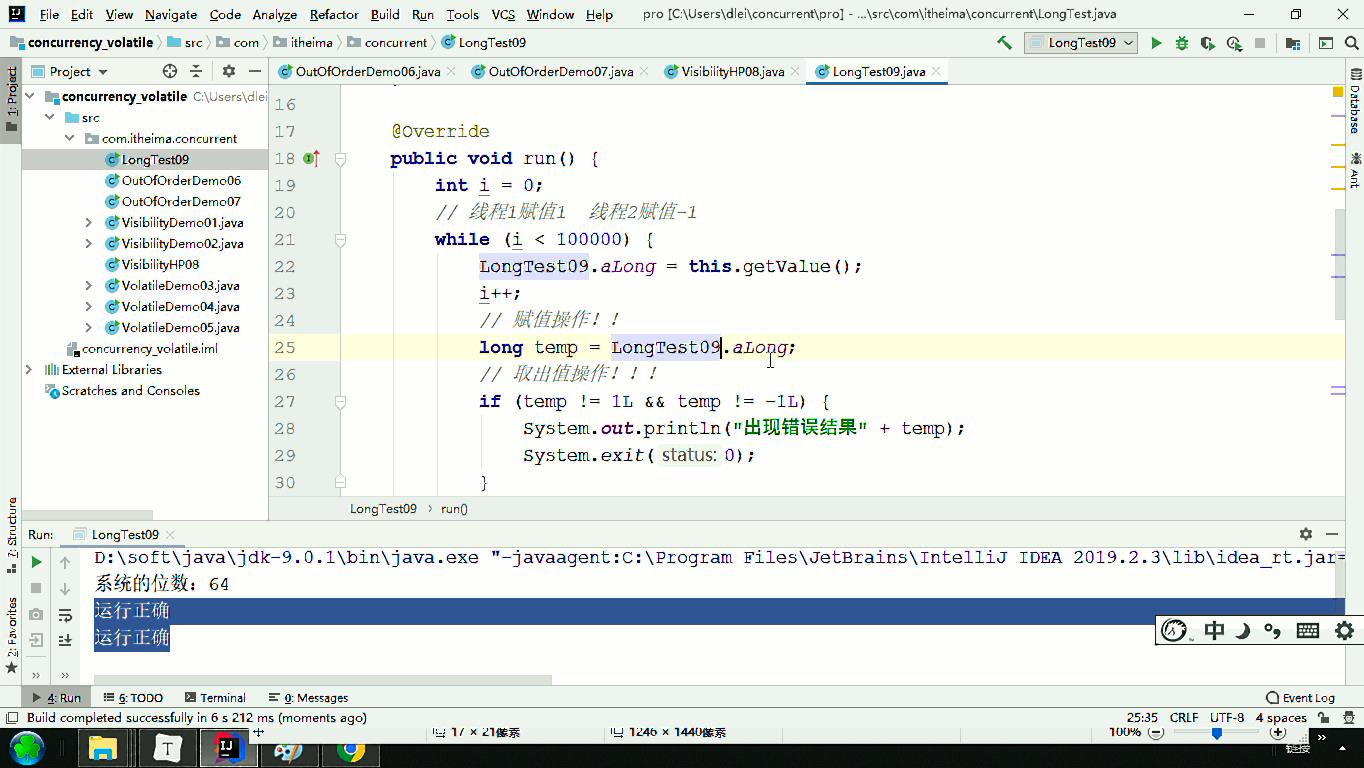 File Edit View Navigate Code Analyze Refactor Build Run Tools VCS Window Help pro [C:\Users\dlei\concurrent\pro] - ...\src\com\itheima\concurrent\LongTest.java
concurrency_volatile src com itheima concurrent LongTest09 LongTest09
1: Project
Project
OutOfOrderDemo06.java OutOfOrderDemo07.java VisibilityHP08.java LongTest09.java
concurrency_volatile C:\Users\dlei
src
com.itheima.concurrent
LongTest09
OutOfOrderDemo06
OutOfOrderDemo07
VisibilityDemo01.java
VisibilityDemo02.java
VisibilityHP08
VolatileDemo03.java
VolatileDemo04.java
VolatileDemo05.java
concurrency_volatile.iml
External Libraries
Scratches and Consoles
16
17 @Override
18 public void run() {
19 int i = 0;
20 // 线程1赋值1 线程2赋值-1
21 while (i < 100000) {
22 LongTest09.aLong = this.getValue();
23 i++;
24 // 赋值操作！！
25 long temp = LongTest09.aLong;
26 // 取出值操作！！！
27 if (temp != 1L && temp != -1L) {
28 System.out.println("出现错误结果" + temp);
29 System.exit( status: 0);
30 }
LongTest09 › run()
Database
Ant
7: Structure
2: Favorites
Run: LongTest09
D:\soft\java\jdk-9.0.1\bin\java.exe "-javaagent:C:\Program Files\JetBrains\IntelliJ IDEA 2019.2.3\lib\idea_rt.jar=
系统的位数：64
运行正确
运行正确
中
4: Run 6: TODO Terminal 0: Messages Event Log
Build completed successfully in 6 s 212 ms (moments ago) 25:35 CRLF UTF-8 4 spaces
17 × 21像素 1246 × 1440像素 100%
链接